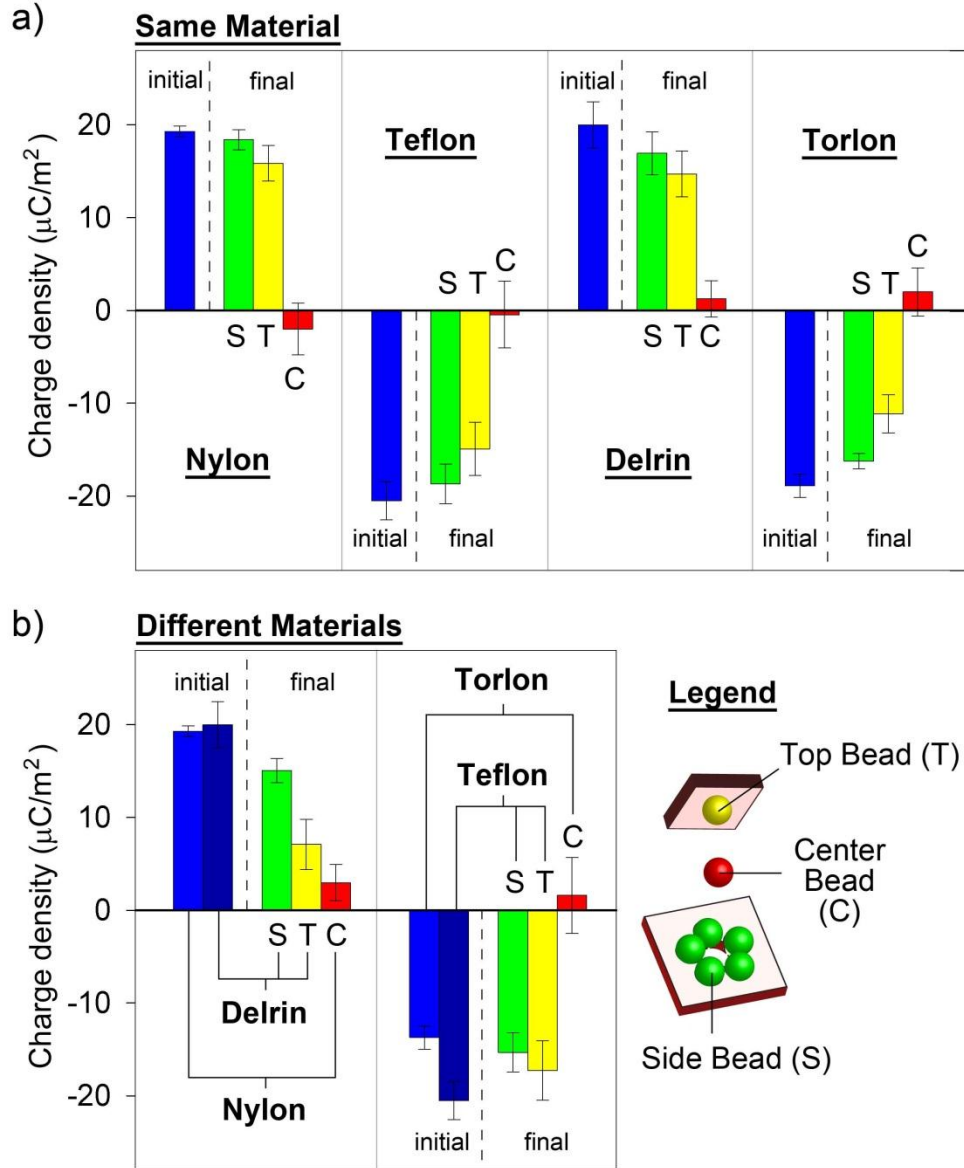 a)
Same Material
initial final
initial final
Teflon
Torlon
Charge density (μC/m²)
20
10
0
-10
-20
S T C
S T C
S T C
S T C
Nylon
Delrin
initial final
initial final
b)
Different Materials
initial final
Torlon
Teflon
Charge density (μC/m²)
20
10
0
-10
-20
S T C
S T C
Delrin
Nylon
initial final
Legend
Top Bead (T)
Center
Bead
(C)
Side Bead (S)